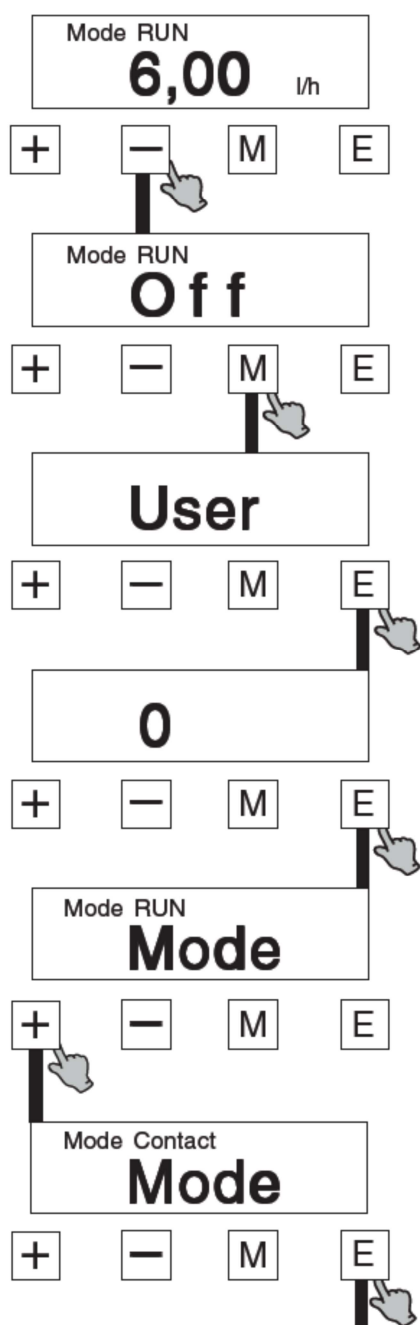 Mode RUN
6,00 l/h
+ − M E
Mode RUN
Off
+ − M E
User
+ − M E
0
+ − M E
Mode RUN
Mode
+ − M E
Mode Contact
Mode
+ − M E